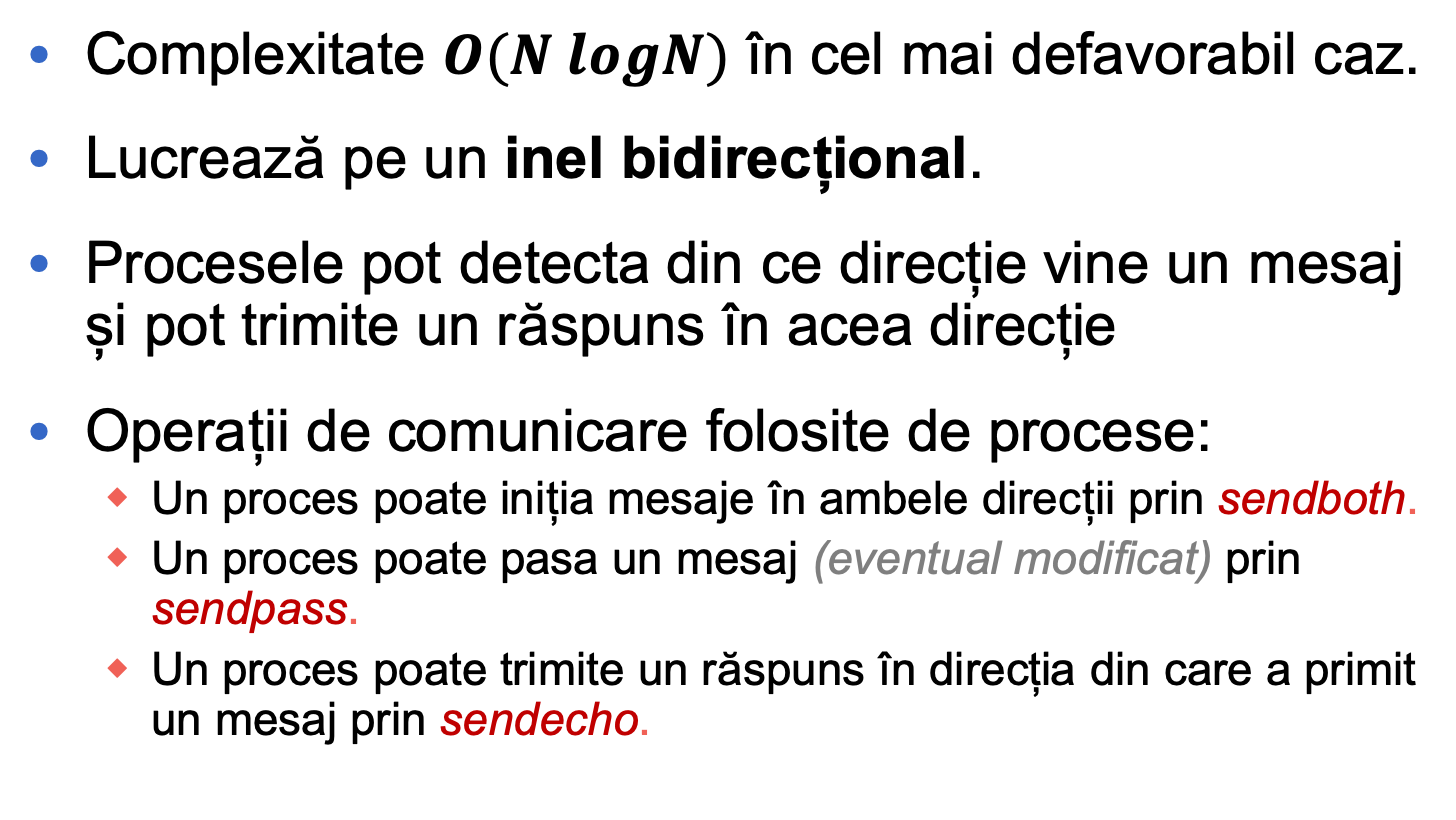 • Complexitate O(N logN) în cel mai defavorabil caz.
• Lucrează pe un inel bidirecțional.
• Procesele pot detecta din ce direcție vine un mesaj
și pot trimite un răspuns în acea direcție
• Operații de comunicare folosite de procese:
◆ Un proces poate iniția mesaje în ambele direcții prin sendboth.
◆ Un proces poate pasa un mesaj (eventual modificat) prin
sendpass.
◆ Un proces poate trimite un răspuns în direcția din care a primit
un mesaj prin sendecho.